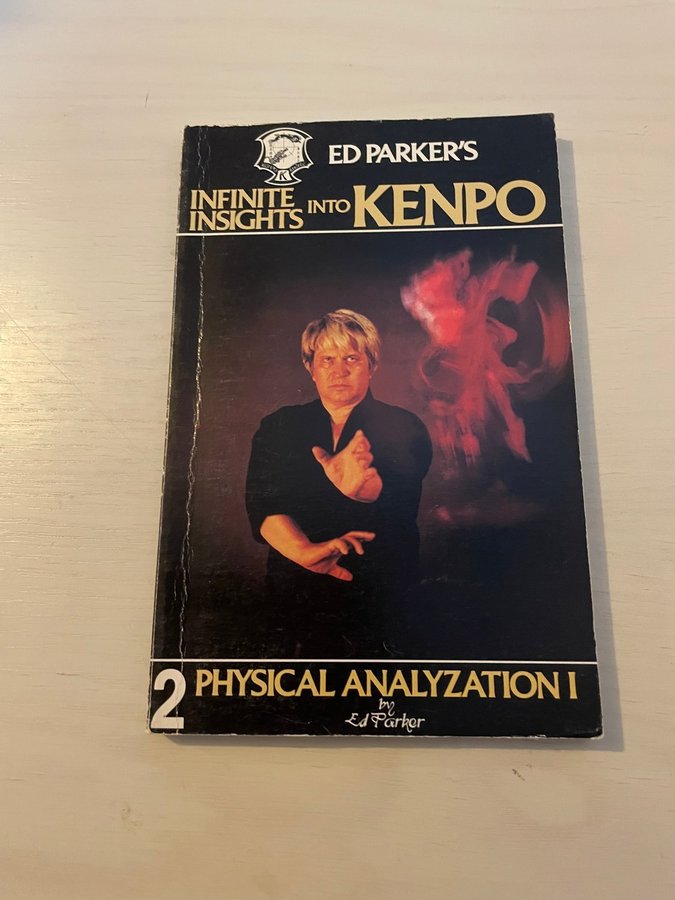 ED PARKER'S
INFINITE
INSIGHTS INTO KENPO
2 PHYSICAL ANALYZATION I
by
Ed Parker